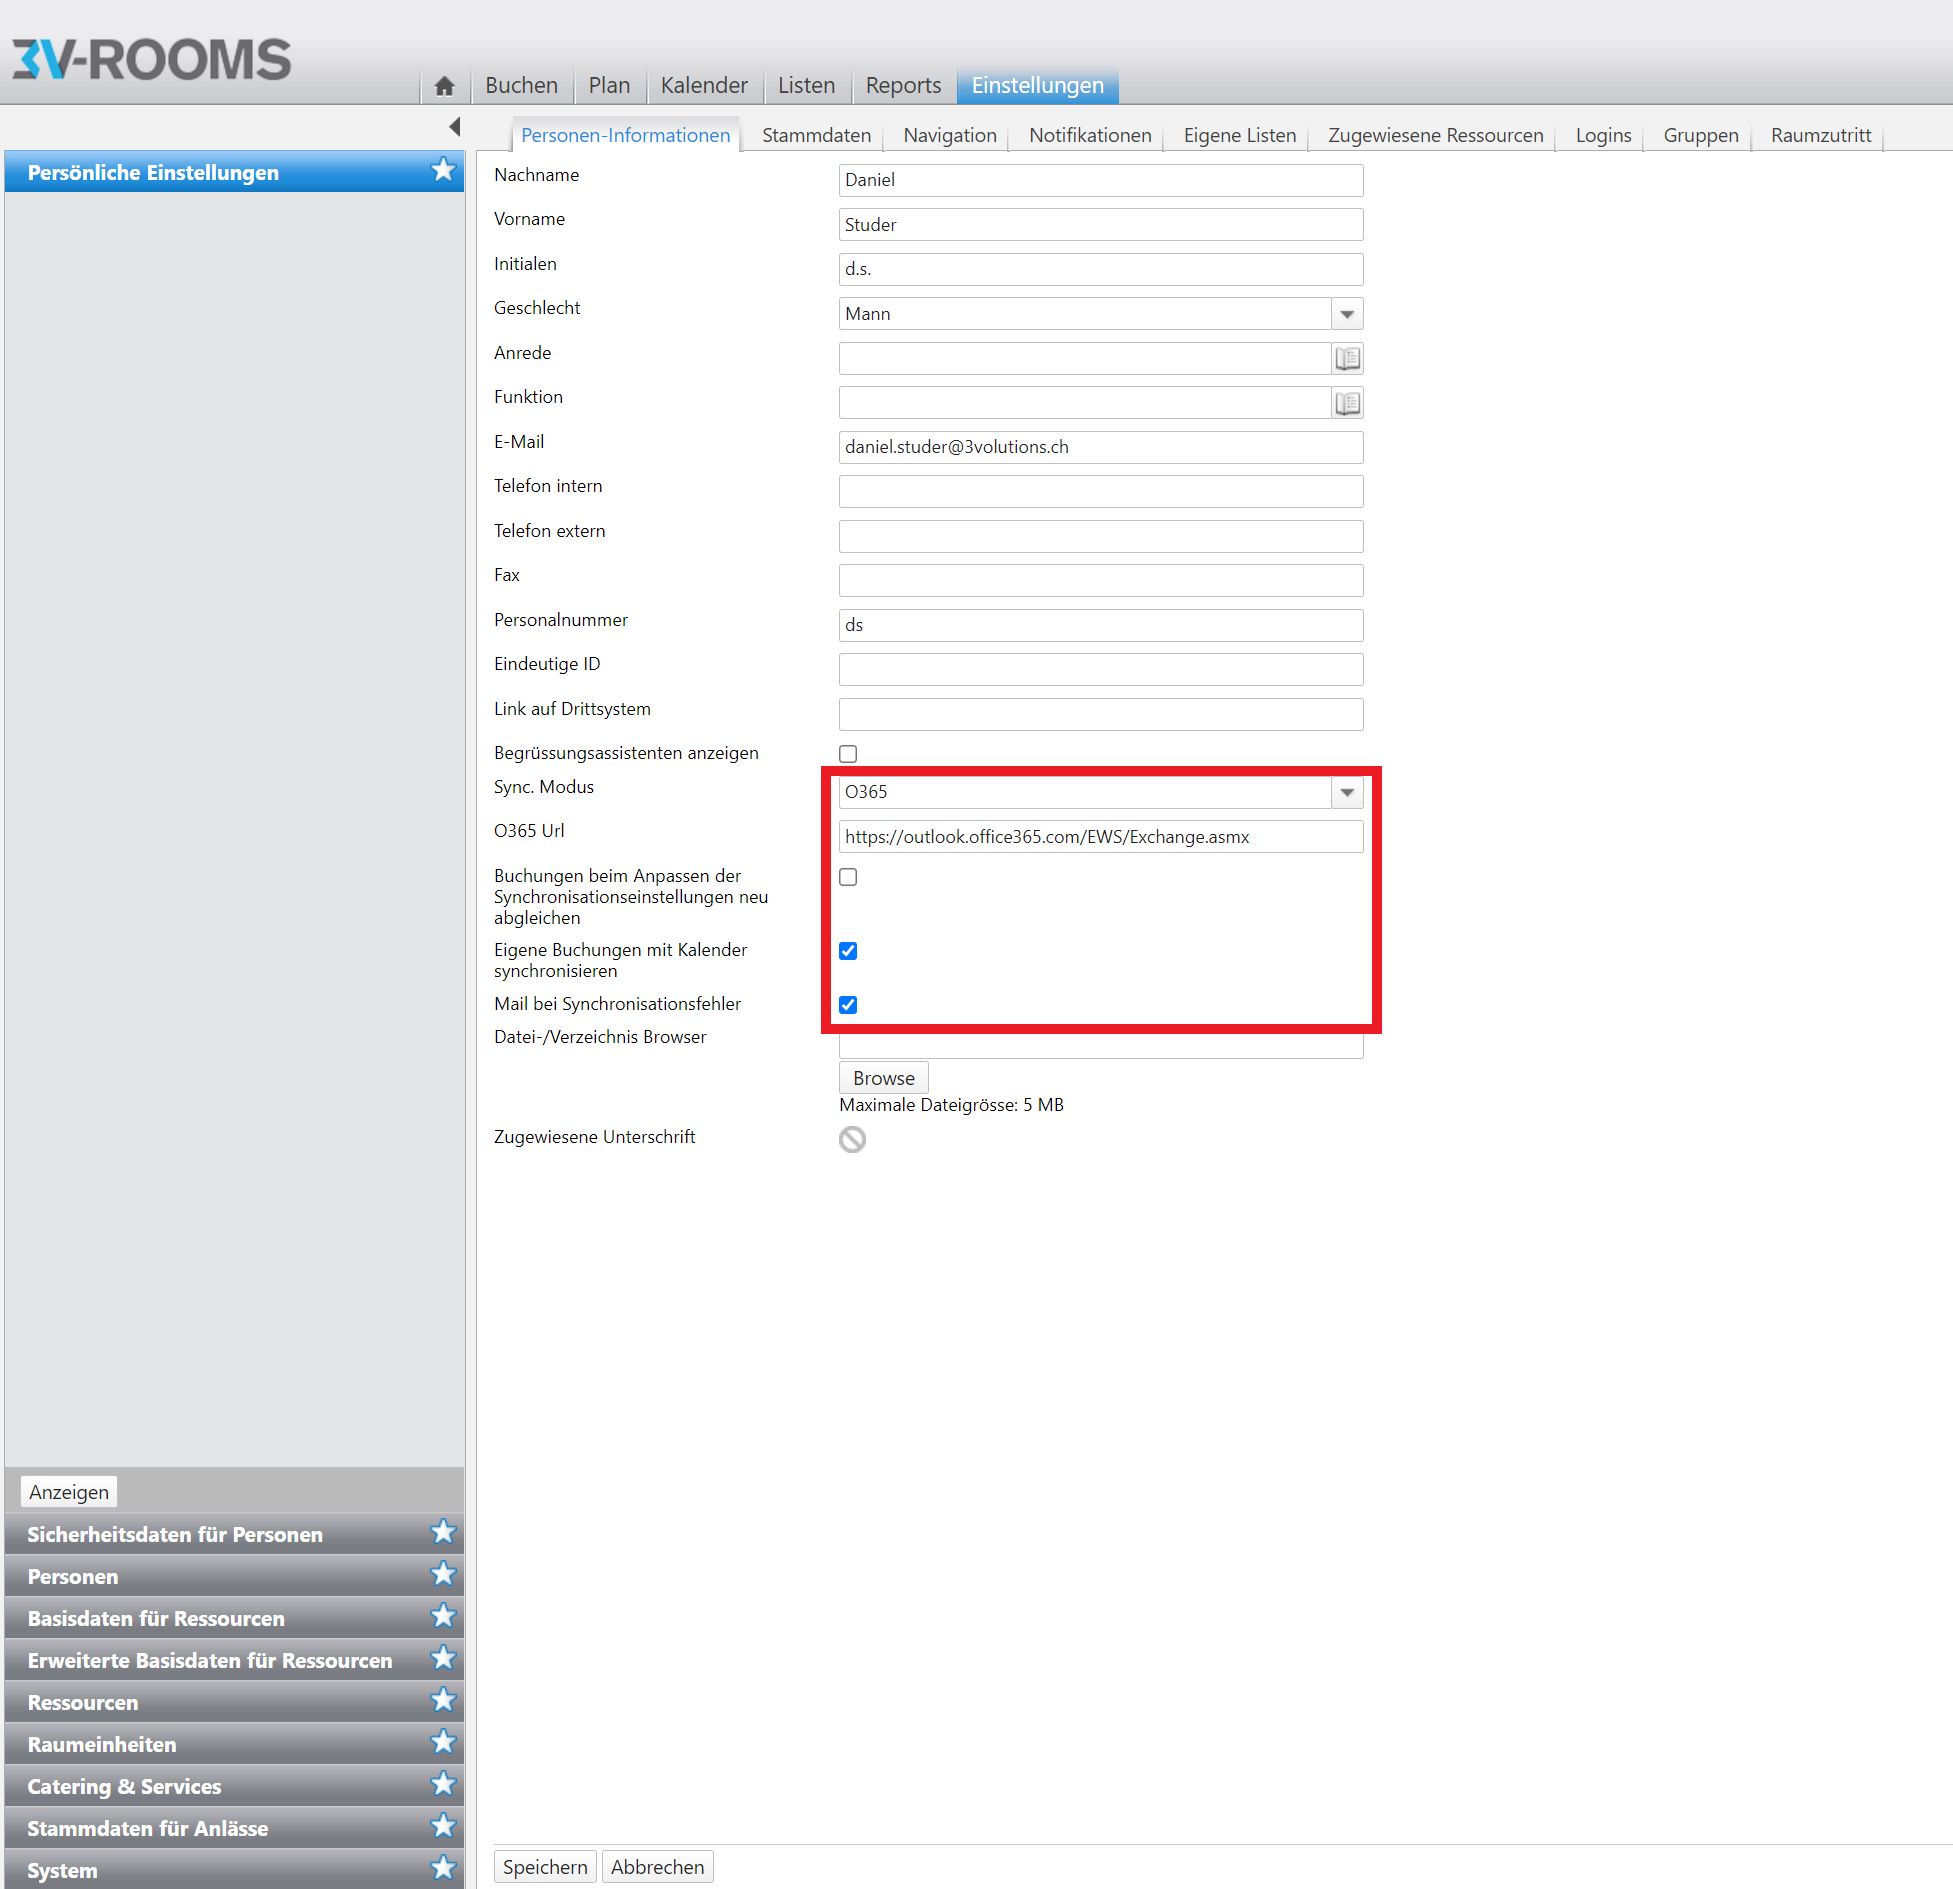 3V-ROOMS
Buchen Plan Kalender Listen Reports Einstellungen
Personen-Informationen Stammdaten Navigation Notifikationen Eigene Listen Zugewiesene Ressourcen Logins Gruppen Raumzutritt
Persönliche Einstellungen
Nachname Daniel
Vorname Studer
Initialen d.s.
Geschlecht Mann
Anrede
Funktion
E-Mail daniel.studer@3volutions.ch
Telefon intern
Telefon extern
Fax
Personalnummer ds
Eindeutige ID
Link auf Drittsystem
Begrüssungsassistenten anzeigen
Sync. Modus O365
O365 Url https://outlook.office365.com/EWS/Exchange.asmx
Buchungen beim Anpassen der
Synchronisationseinstellungen neu
abgleichen
Eigene Buchungen mit Kalender
synchronisieren
Mail bei Synchronisationsfehler
Datei-/Verzeichnis Browser
Browse
Maximale Dateigrösse: 5 MB
Zugewiesene Unterschrift
Anzeigen
Sicherheitsdaten für Personen
Personen
Basisdaten für Ressourcen
Erweiterte Basisdaten für Ressourcen
Ressourcen
Raumeinheiten
Catering & Services
Stammdaten für Anlässe
System
Speichern Abbrechen